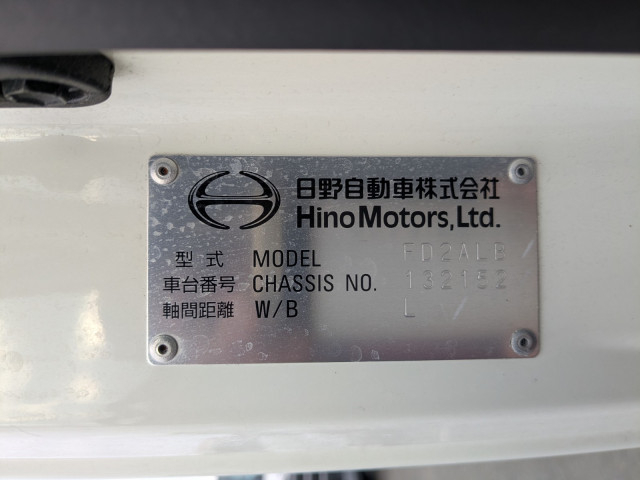 日野自動車株式会社
Hino Motors, Ltd.
型式 MODEL FD2ALB
車台番号 CHASSIS NO. 132152
軸間距離 W/B L